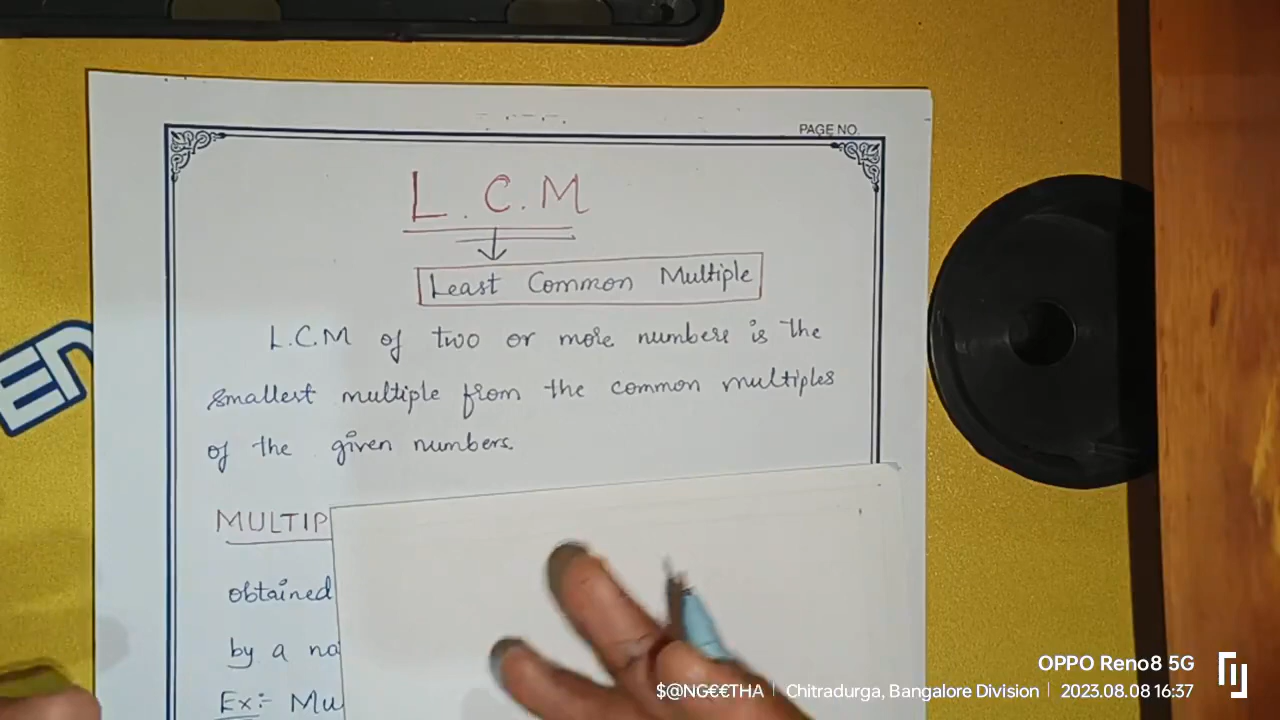 PAGE NO.
L.C.M
Least Common Multiple
L.C.M of two or more numbers is the
smallest multiple from the common multiples
of the given numbers.
MULTIP
obtained
by a na
Ex:- Mu
EN
OPPO Reno8 5G
$@NG€€THA | Chitradurga, Bangalore Division | 2023.08.08 16:37